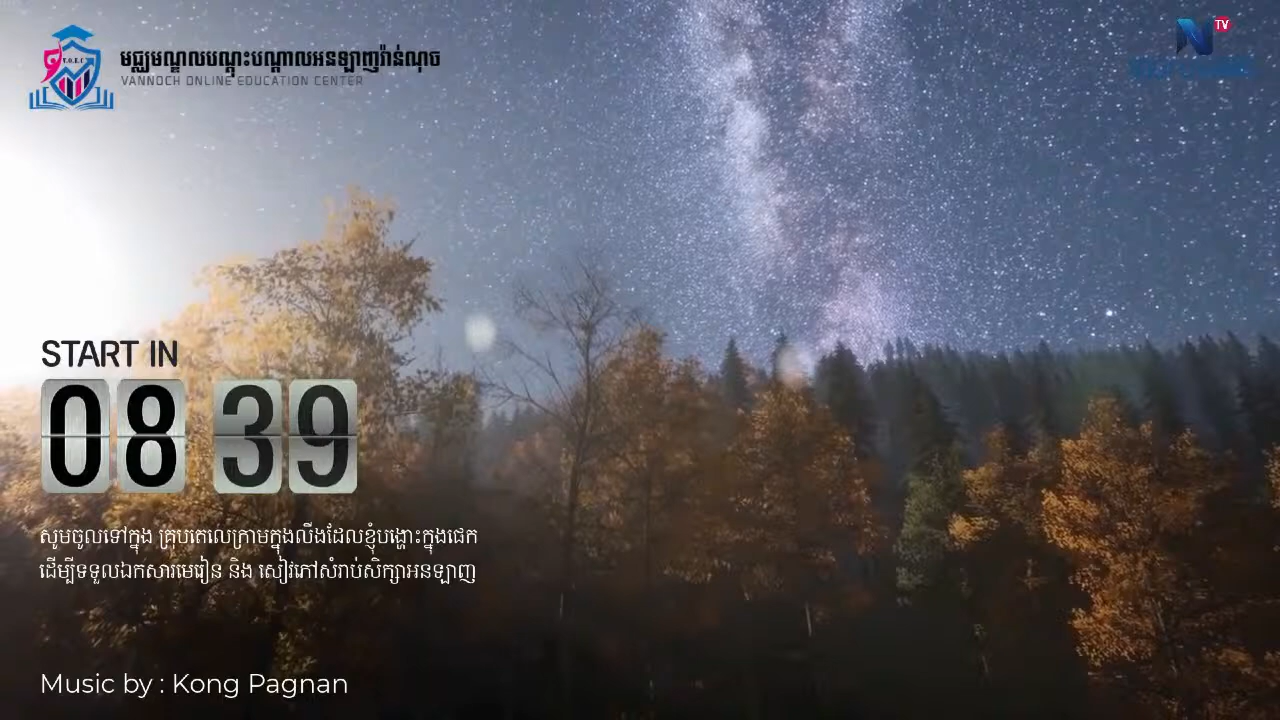 មជ្ឈមណ្ឌលបណ្តុះបណ្តាលអនឡាញវ៉ាន់ណុច
VANNOCH ONLINE EDUCATION CENTER
V.O.E.C
TV
START IN
08 39
សូមចូលទៅក្នុង គ្រុបតេលេក្រាមក្នុងលីងដែលខ្ញុំបង្ហោះក្នុងផេក
ដើម្បីទទួលឯកសារមេរៀន និង សៀវភៅសំរាប់សិក្សាអនឡាញ
Music by : Kong Pagnan